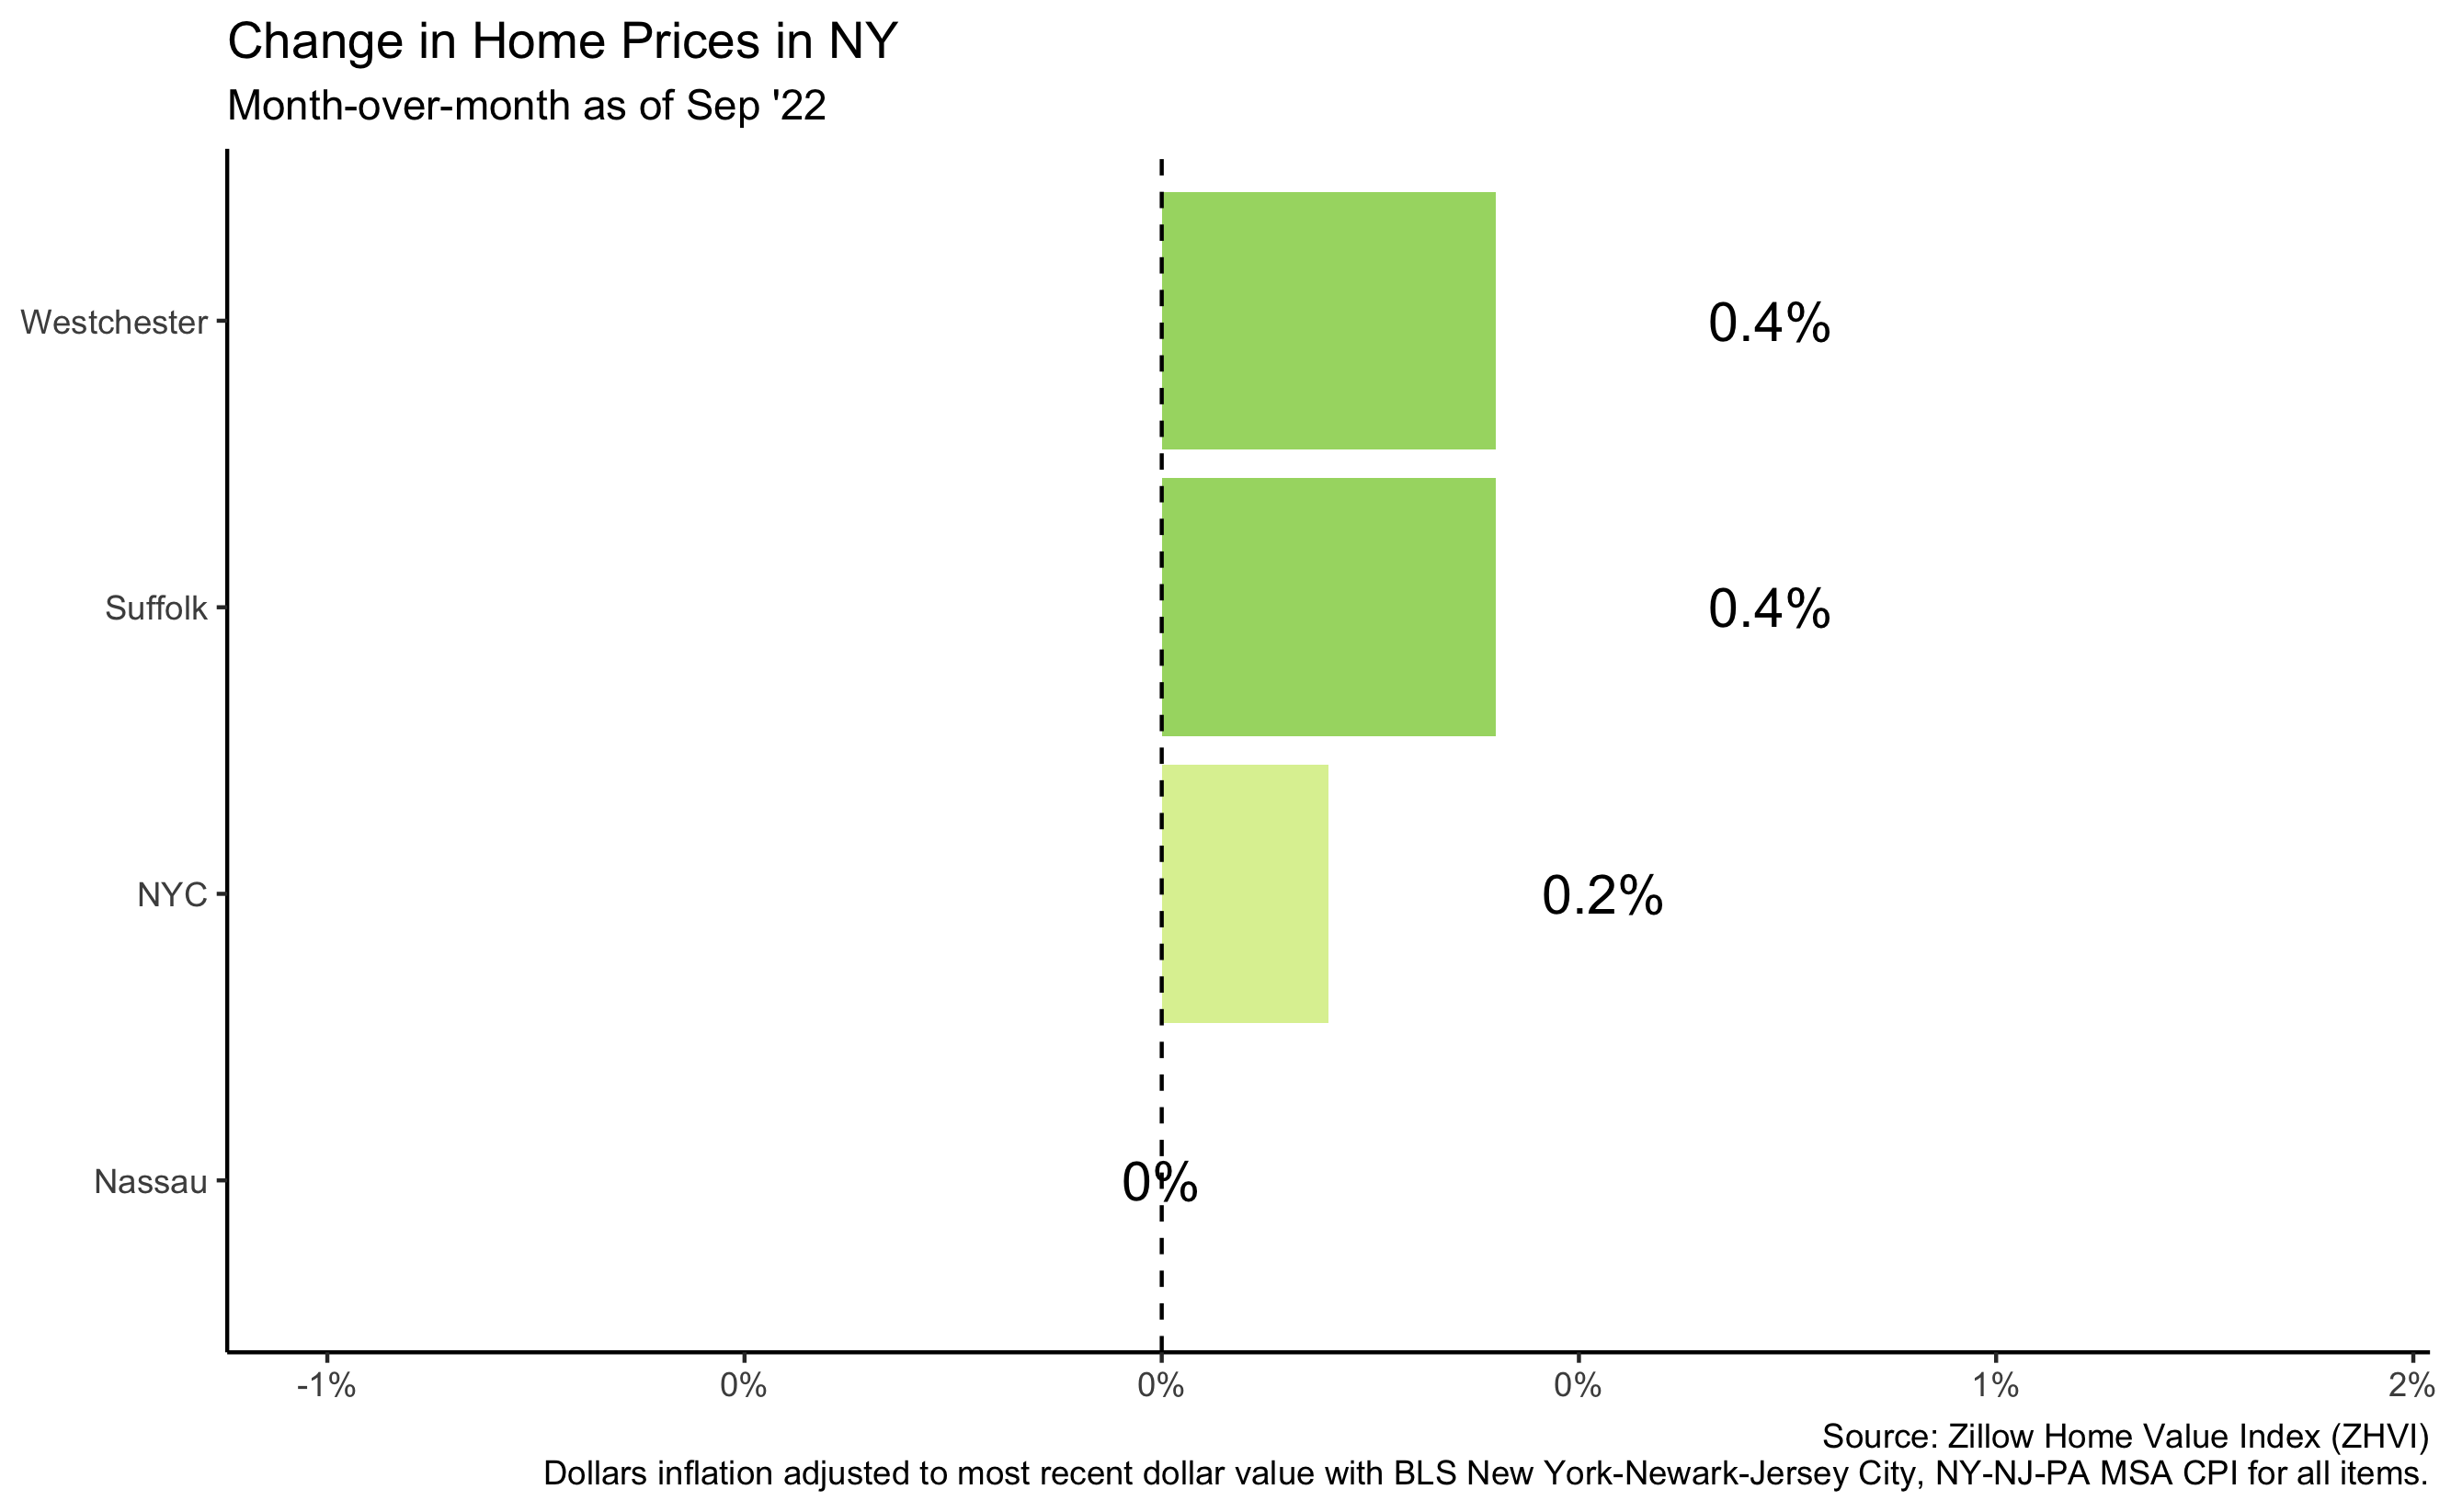 Change in Home Prices in NY
Month-over-month as of Sep '22
Westchester
0.4%
Suffolk
0.4%
NYC
0.2%
Nassau
0%
-1%
0%
0%
0%
1%
2%
Source: Zillow Home Value Index (ZHVI)
Dollars inflation adjusted to most recent dollar value with BLS New York-Newark-Jersey City, NY-NJ-PA MSA CPI for all items.